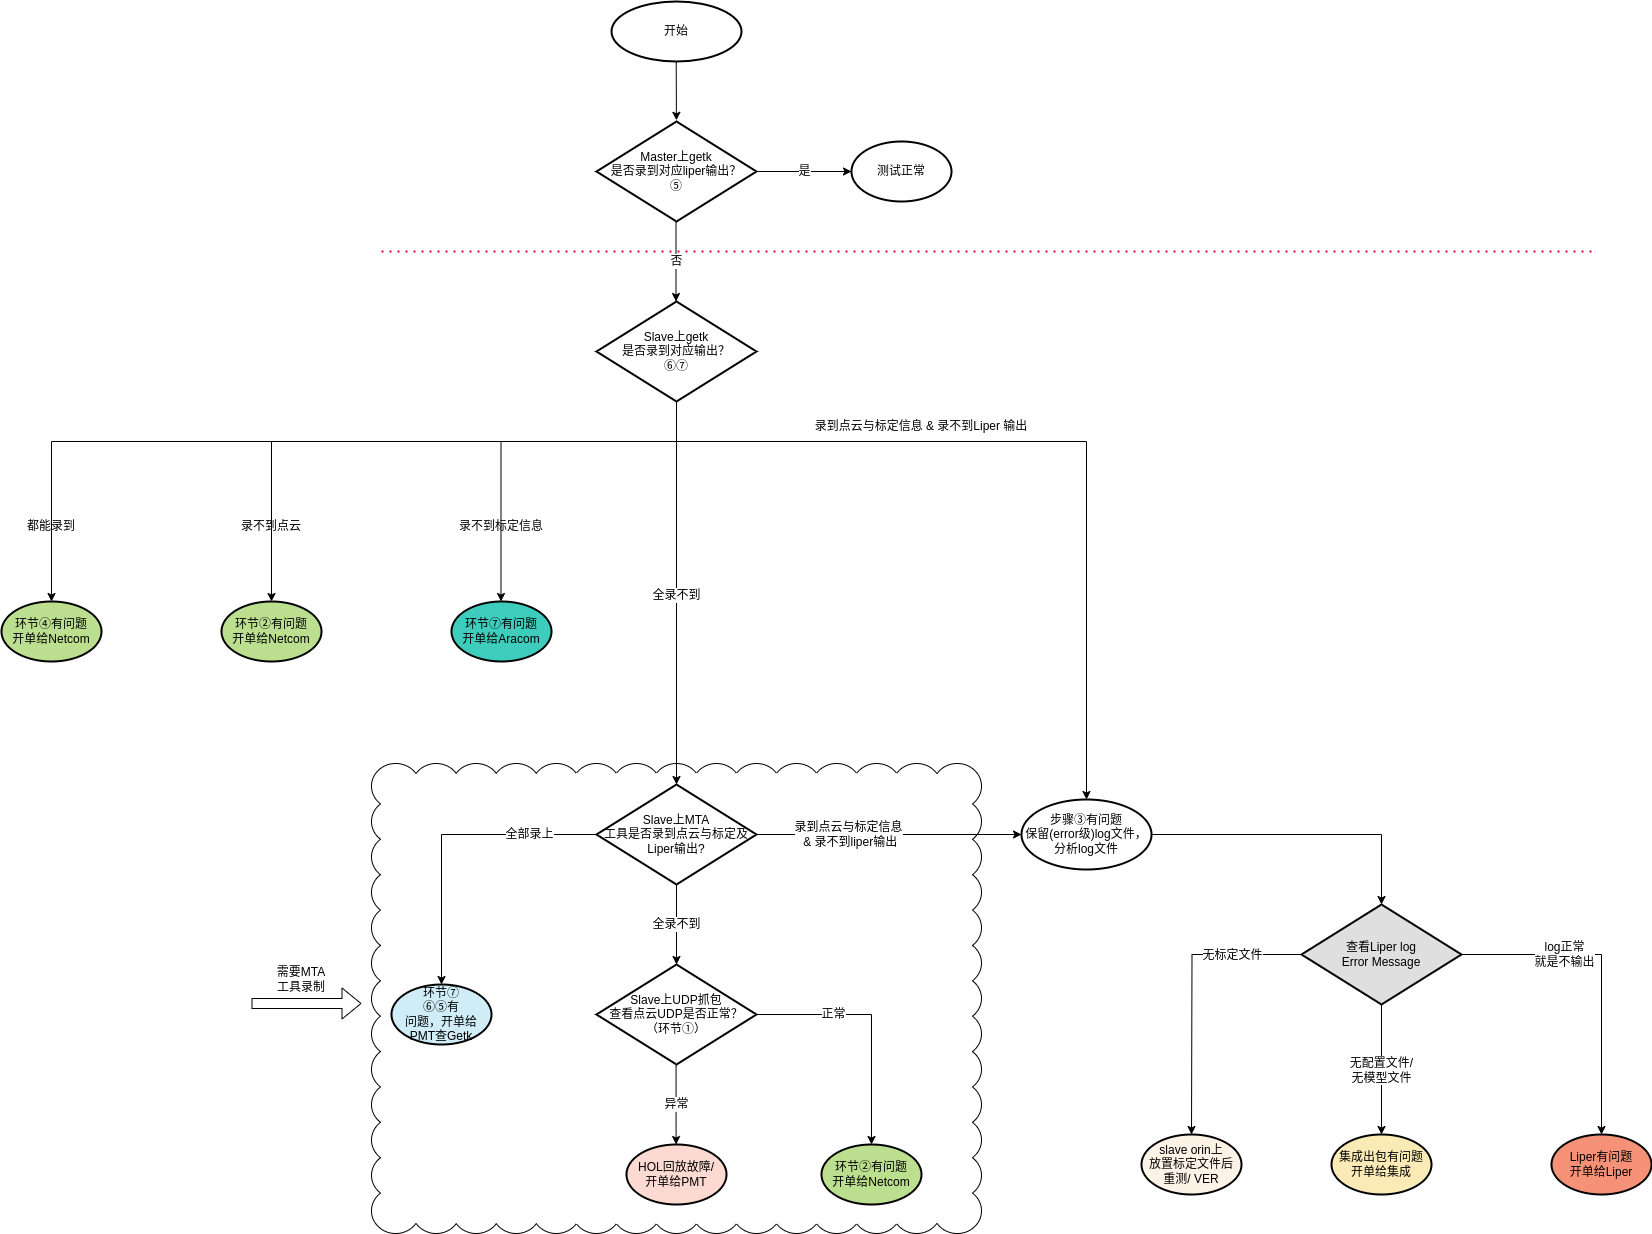 开始
Master上getk
是否录到对应liper输出?
⑤
是
测试正常
否
Slave上getk
是否录到对应输出?
⑥⑦
录到点云与标定信息 & 录不到Liper 输出
都能录到
录不到点云
录不到标定信息
全录不到
环节④有问题
开单给Netcom
环节②有问题
开单给Netcom
环节⑦有问题
开单给Aracom
Slave上MTA
工具是否录到点云与标定及
Liper输出?
全部录上
录到点云与标定信息
& 录不到liper输出
步骤③有问题
保留(error级)log文件，
分析log文件
全录不到
查看Liper log
Error Message
无标定文件
log正常
就是不输出
需要MTA
工具录制
环节⑦
⑥⑤有
问题，开单给
PMT查Getk
Slave上UDP抓包
查看点云UDP是否正常?
（环节①）
正常
无配置文件/
无模型文件
异常
HOL回放故障/
开单给PMT
环节②有问题
开单给Netcom
slave orin上
放置标定文件后
重测/ VER
集成出包有问题
开单给集成
Liper有问题
开单给Liper